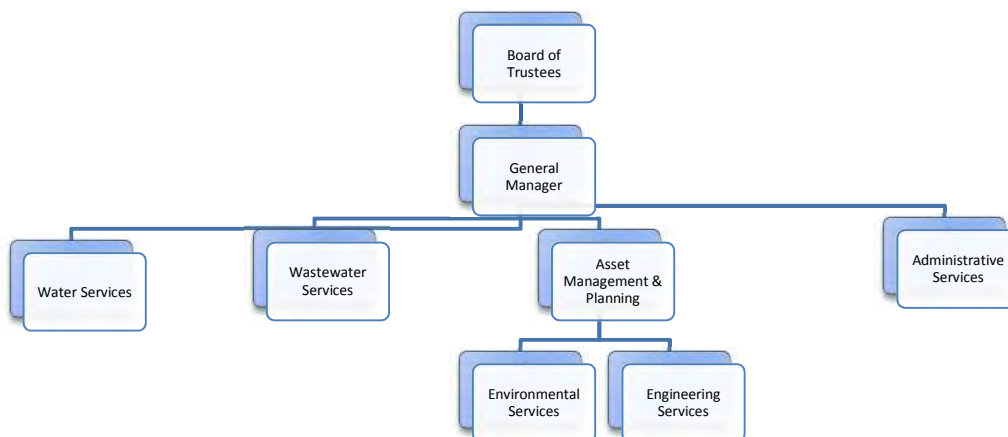 Board of
Trustees
General
Manager
Water Services
Wastewater
Services
Asset
Management &
Planning
Administrative
Services
Environmental
Services
Engineering
Services